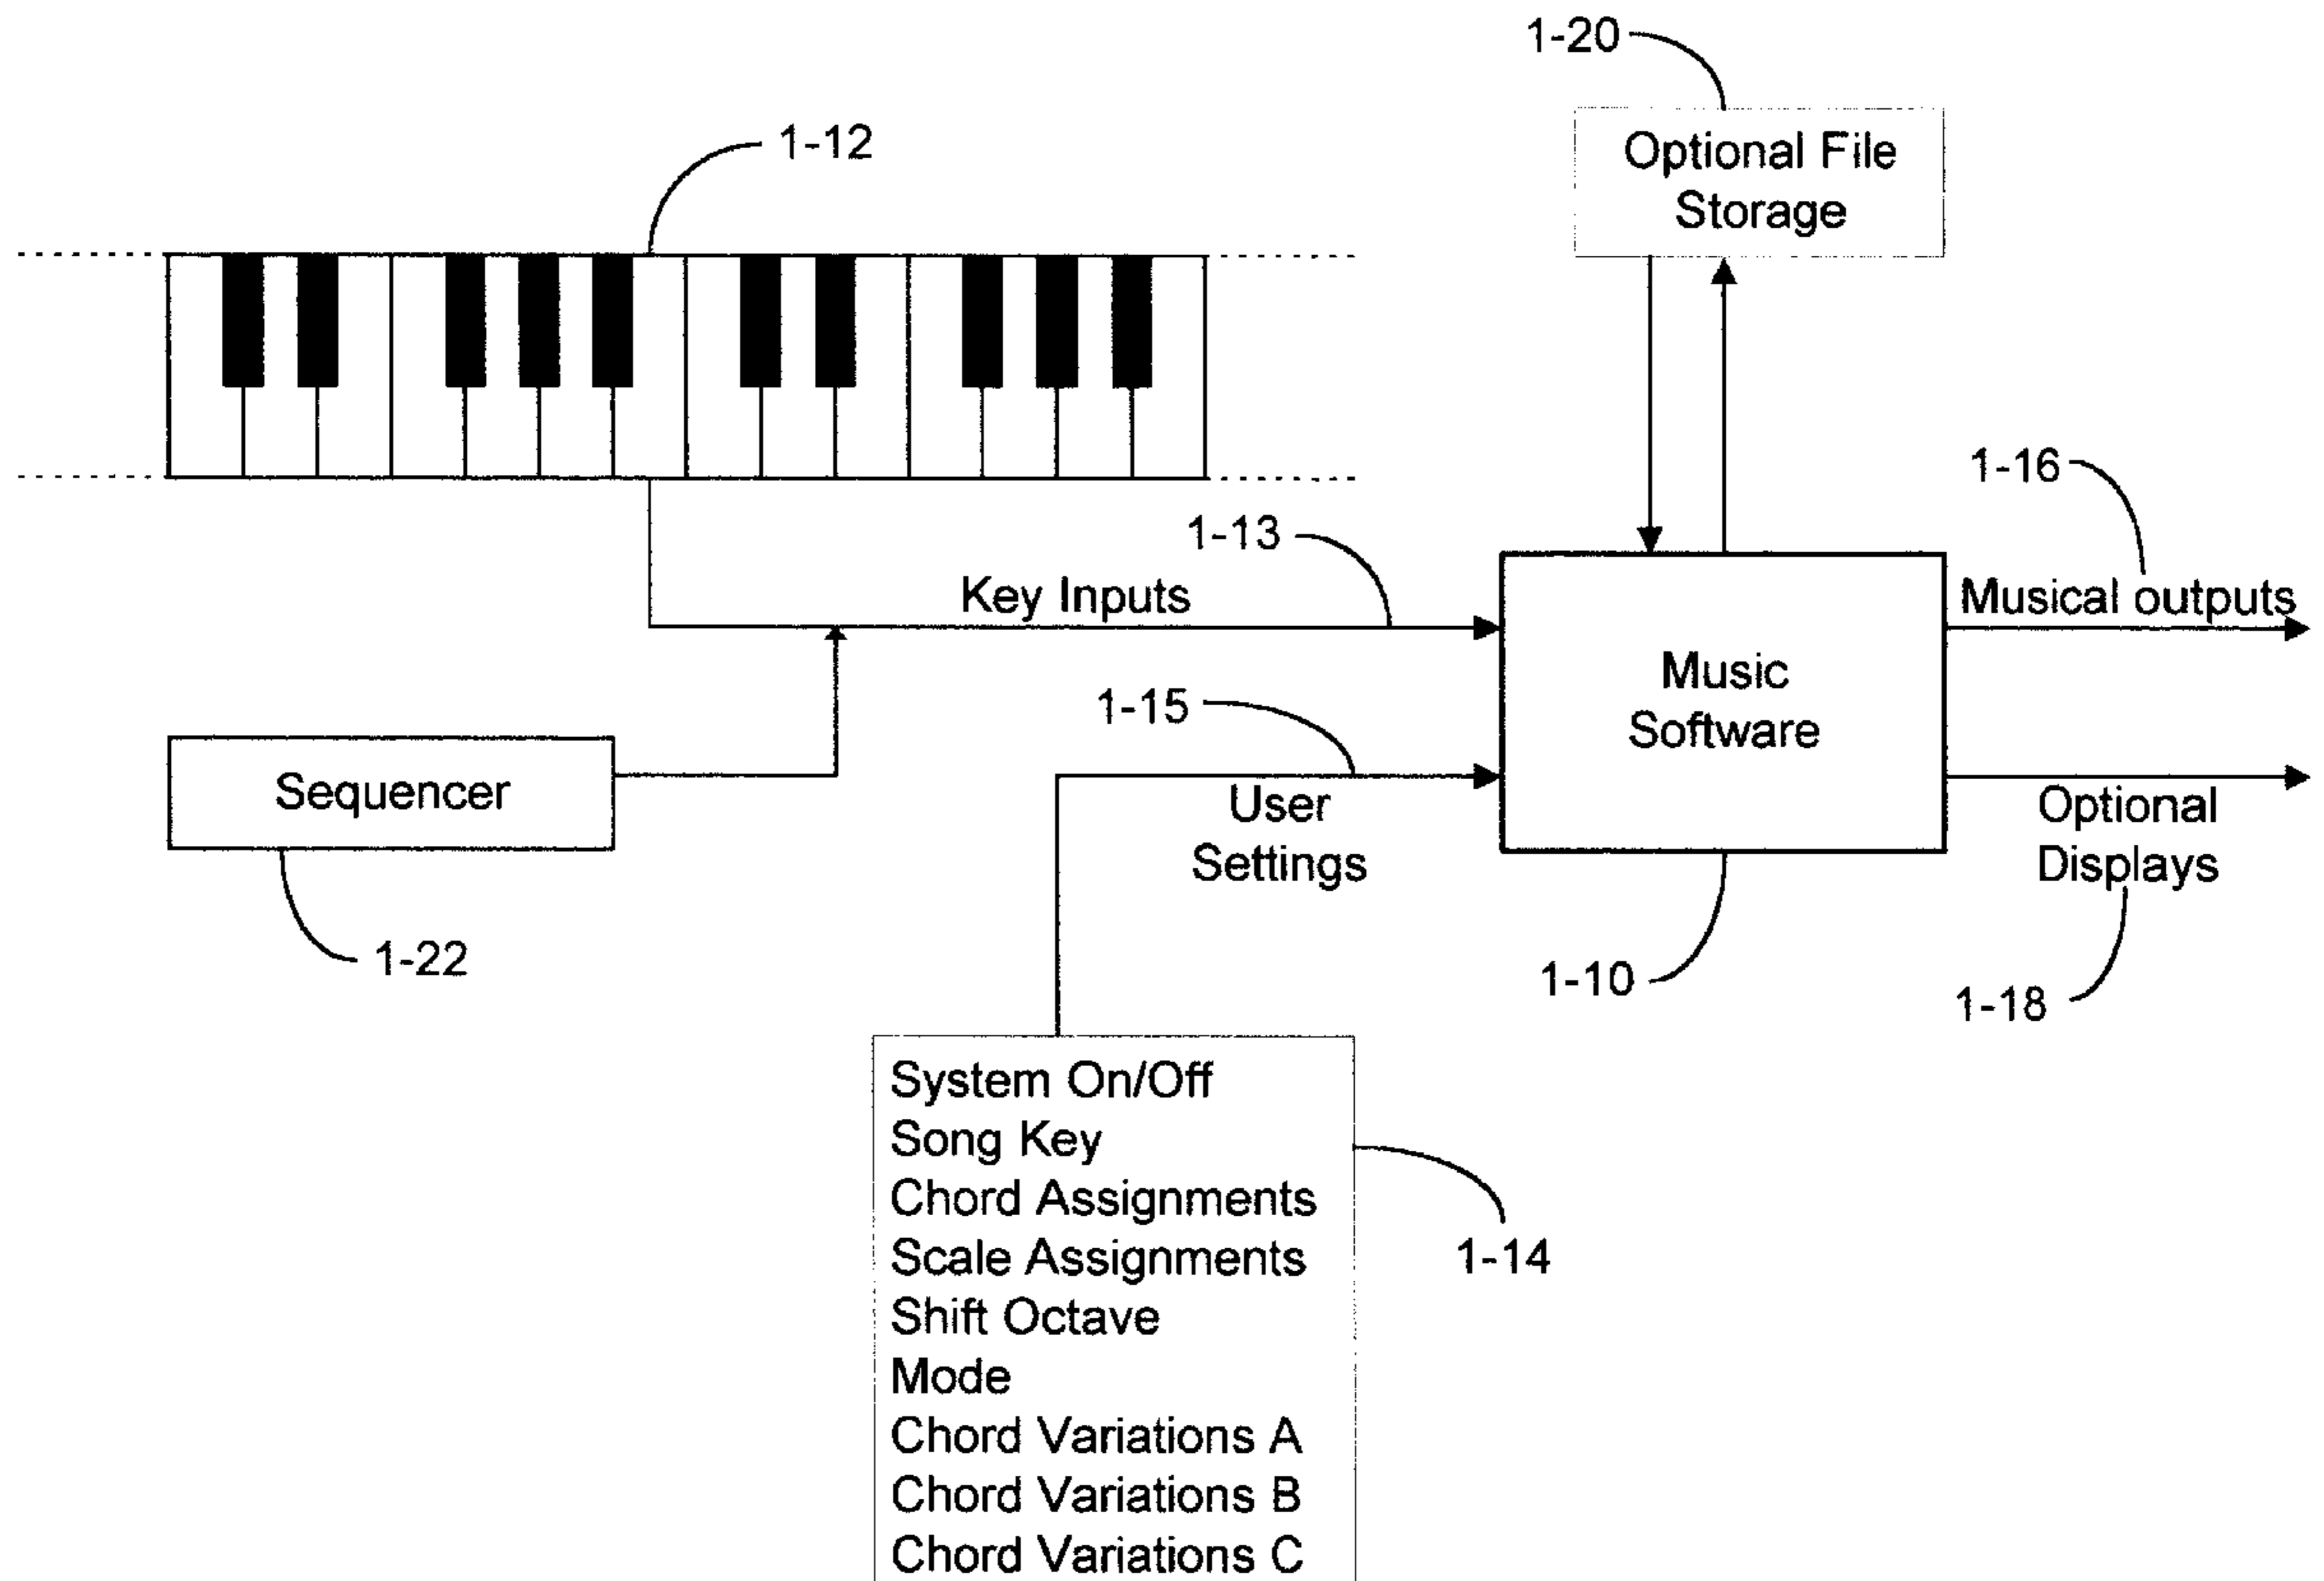 1-20
Optional File
Storage
1-12
1-16
1-13
Key Inputs
Musical outputs
Music
Software
1-15
Sequencer
User
Settings
Optional
Displays
1-22
1-10
1-18
System On/Off
Song Key
Chord Assignments
Scale Assignments
Shift Octave
Mode
Chord Variations A
Chord Variations B
Chord Variations C
1-14